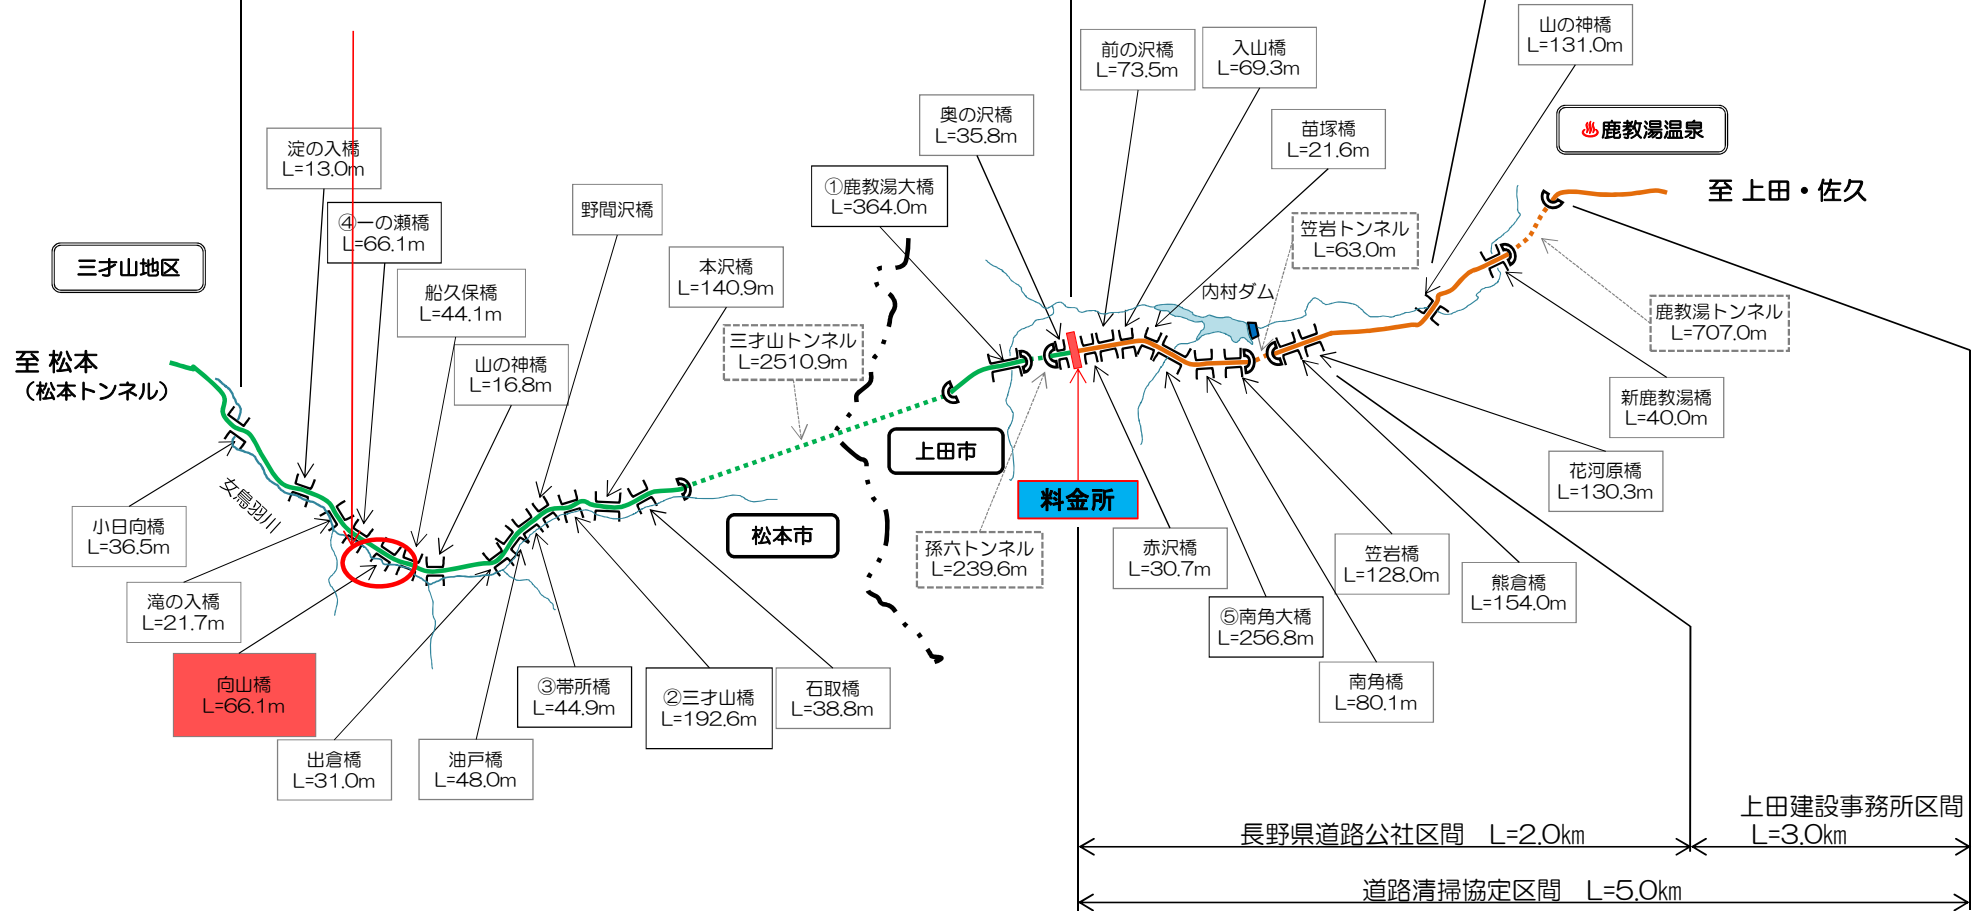 山の神橋
L=131.0m
前の沢橋
L=73.5m
入山橋
L=69.3m
奥の沢橋
L=35.8m
苗塚橋
L=21.6m
♨鹿教湯温泉
淀の入橋
L=13.0m
①鹿教湯大橋
L=364.0m
至 上田・佐久
④一の瀬橋
L=66.1m
野間沢橋
笠岩トンネル
L=63.0m
三才山地区
本沢橋
L=140.9m
船久保橋
L=44.1m
内村ダム
鹿教湯トンネル
L=707.0m
三才山トンネル
L=2510.9m
至 松本
（松本トンネル）
山の神橋
L=16.8m
新鹿教湯橋
L=40.0m
上田市
花河原橋
L=130.3m
女鳥羽川
料金所
小日向橋
L=36.5m
松本市
孫六トンネル
L=239.6m
赤沢橋
L=30.7m
笠岩橋
L=128.0m
熊倉橋
L=154.0m
滝の入橋
L=21.7m
⑤南角大橋
L=256.8m
向山橋
L=66.1m
③帯所橋
L=44.9m
②三才山橋
L=192.6m
石取橋
L=38.8m
南角橋
L=80.1m
出倉橋
L=31.0m
油戸橋
L=48.0m
上田建設事務所区間
L=3.0㎞
長野県道路公社区間 L=2.0㎞
道路清掃協定区間 L=5.0㎞